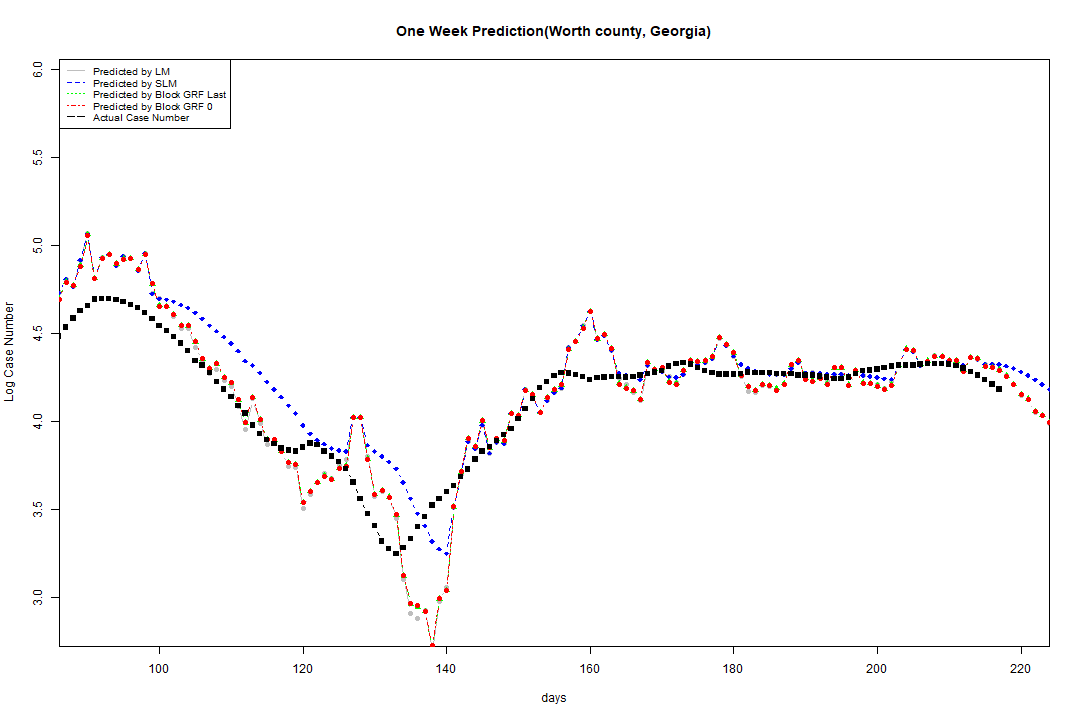 One Week Prediction(Worth county, Georgia)
Predicted by LM
Predicted by SLM
Predicted by Block GRF Last
Predicted by Block GRF 0
Actual Case Number
6.0
5.5
5.0
4.5
4.0
3.5
3.0
Log Case Number
100 120 140 160 180 200 220
days